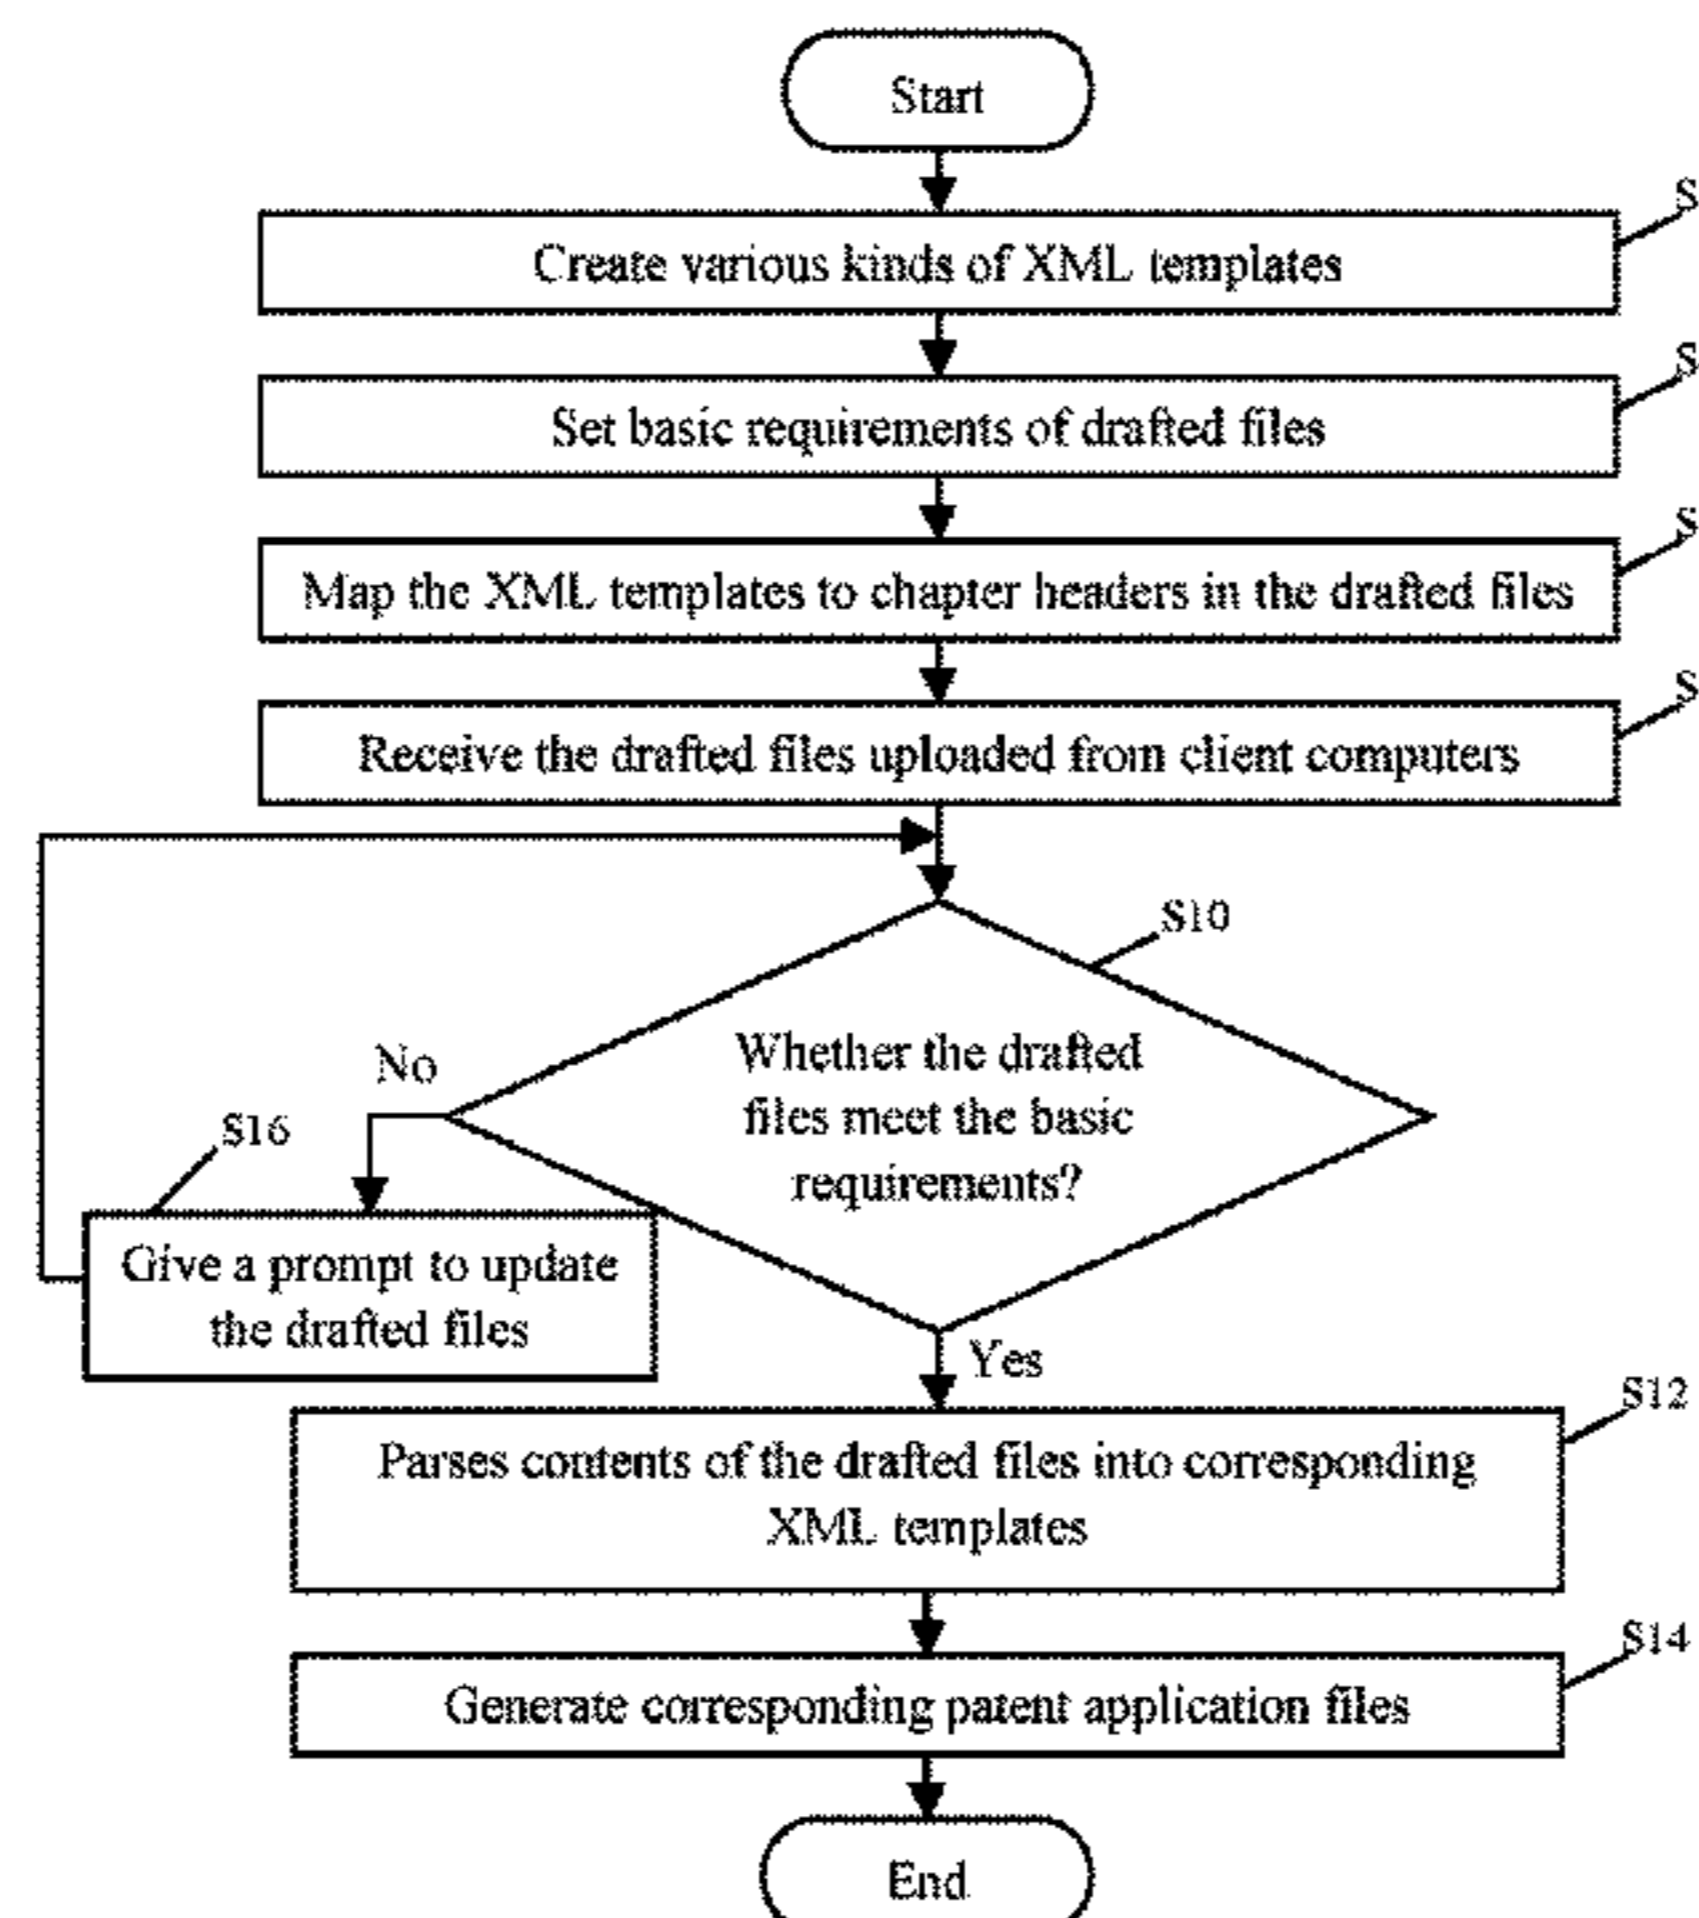 Start
S
Create various kinds of XML templates
S
Set basic requirements of drafted files
S
Map the XML templates to chapter headers in the drafted files
S
Receive the drafted files uploaded from client computers
S10
Whether the drafted
files meet the basic
requirements?
No
S16
Give a prompt to update
the drafted files
Yes
S12
Parses contents of the drafted files into corresponding
XML templates
S14
Generate corresponding patent application files
End